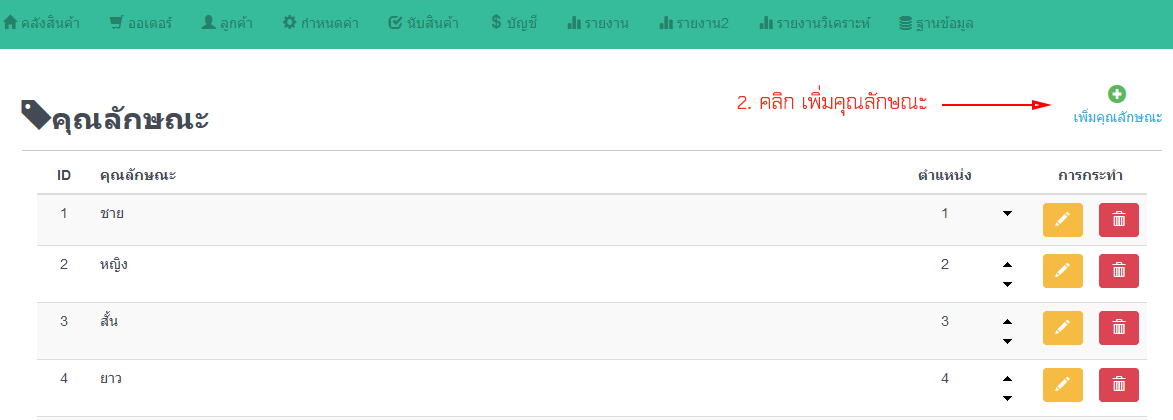 คลังสินค้า ออเดอร์ ลูกค้า กำหนดค่า นับสินค้า บัญชี รายงาน รายงาน2 รายงานวิเคราะห์ ฐานข้อมูล
2. คลิก เพิ่มคุณลักษณะ
เพิ่มคุณลักษณะ
คุณลักษณะ
ID คุณลักษณะ ตำแหน่ง การกระทำ
1 ชาย 1
2 หญิง 2
3 สั้น 3
4 ยาว 4